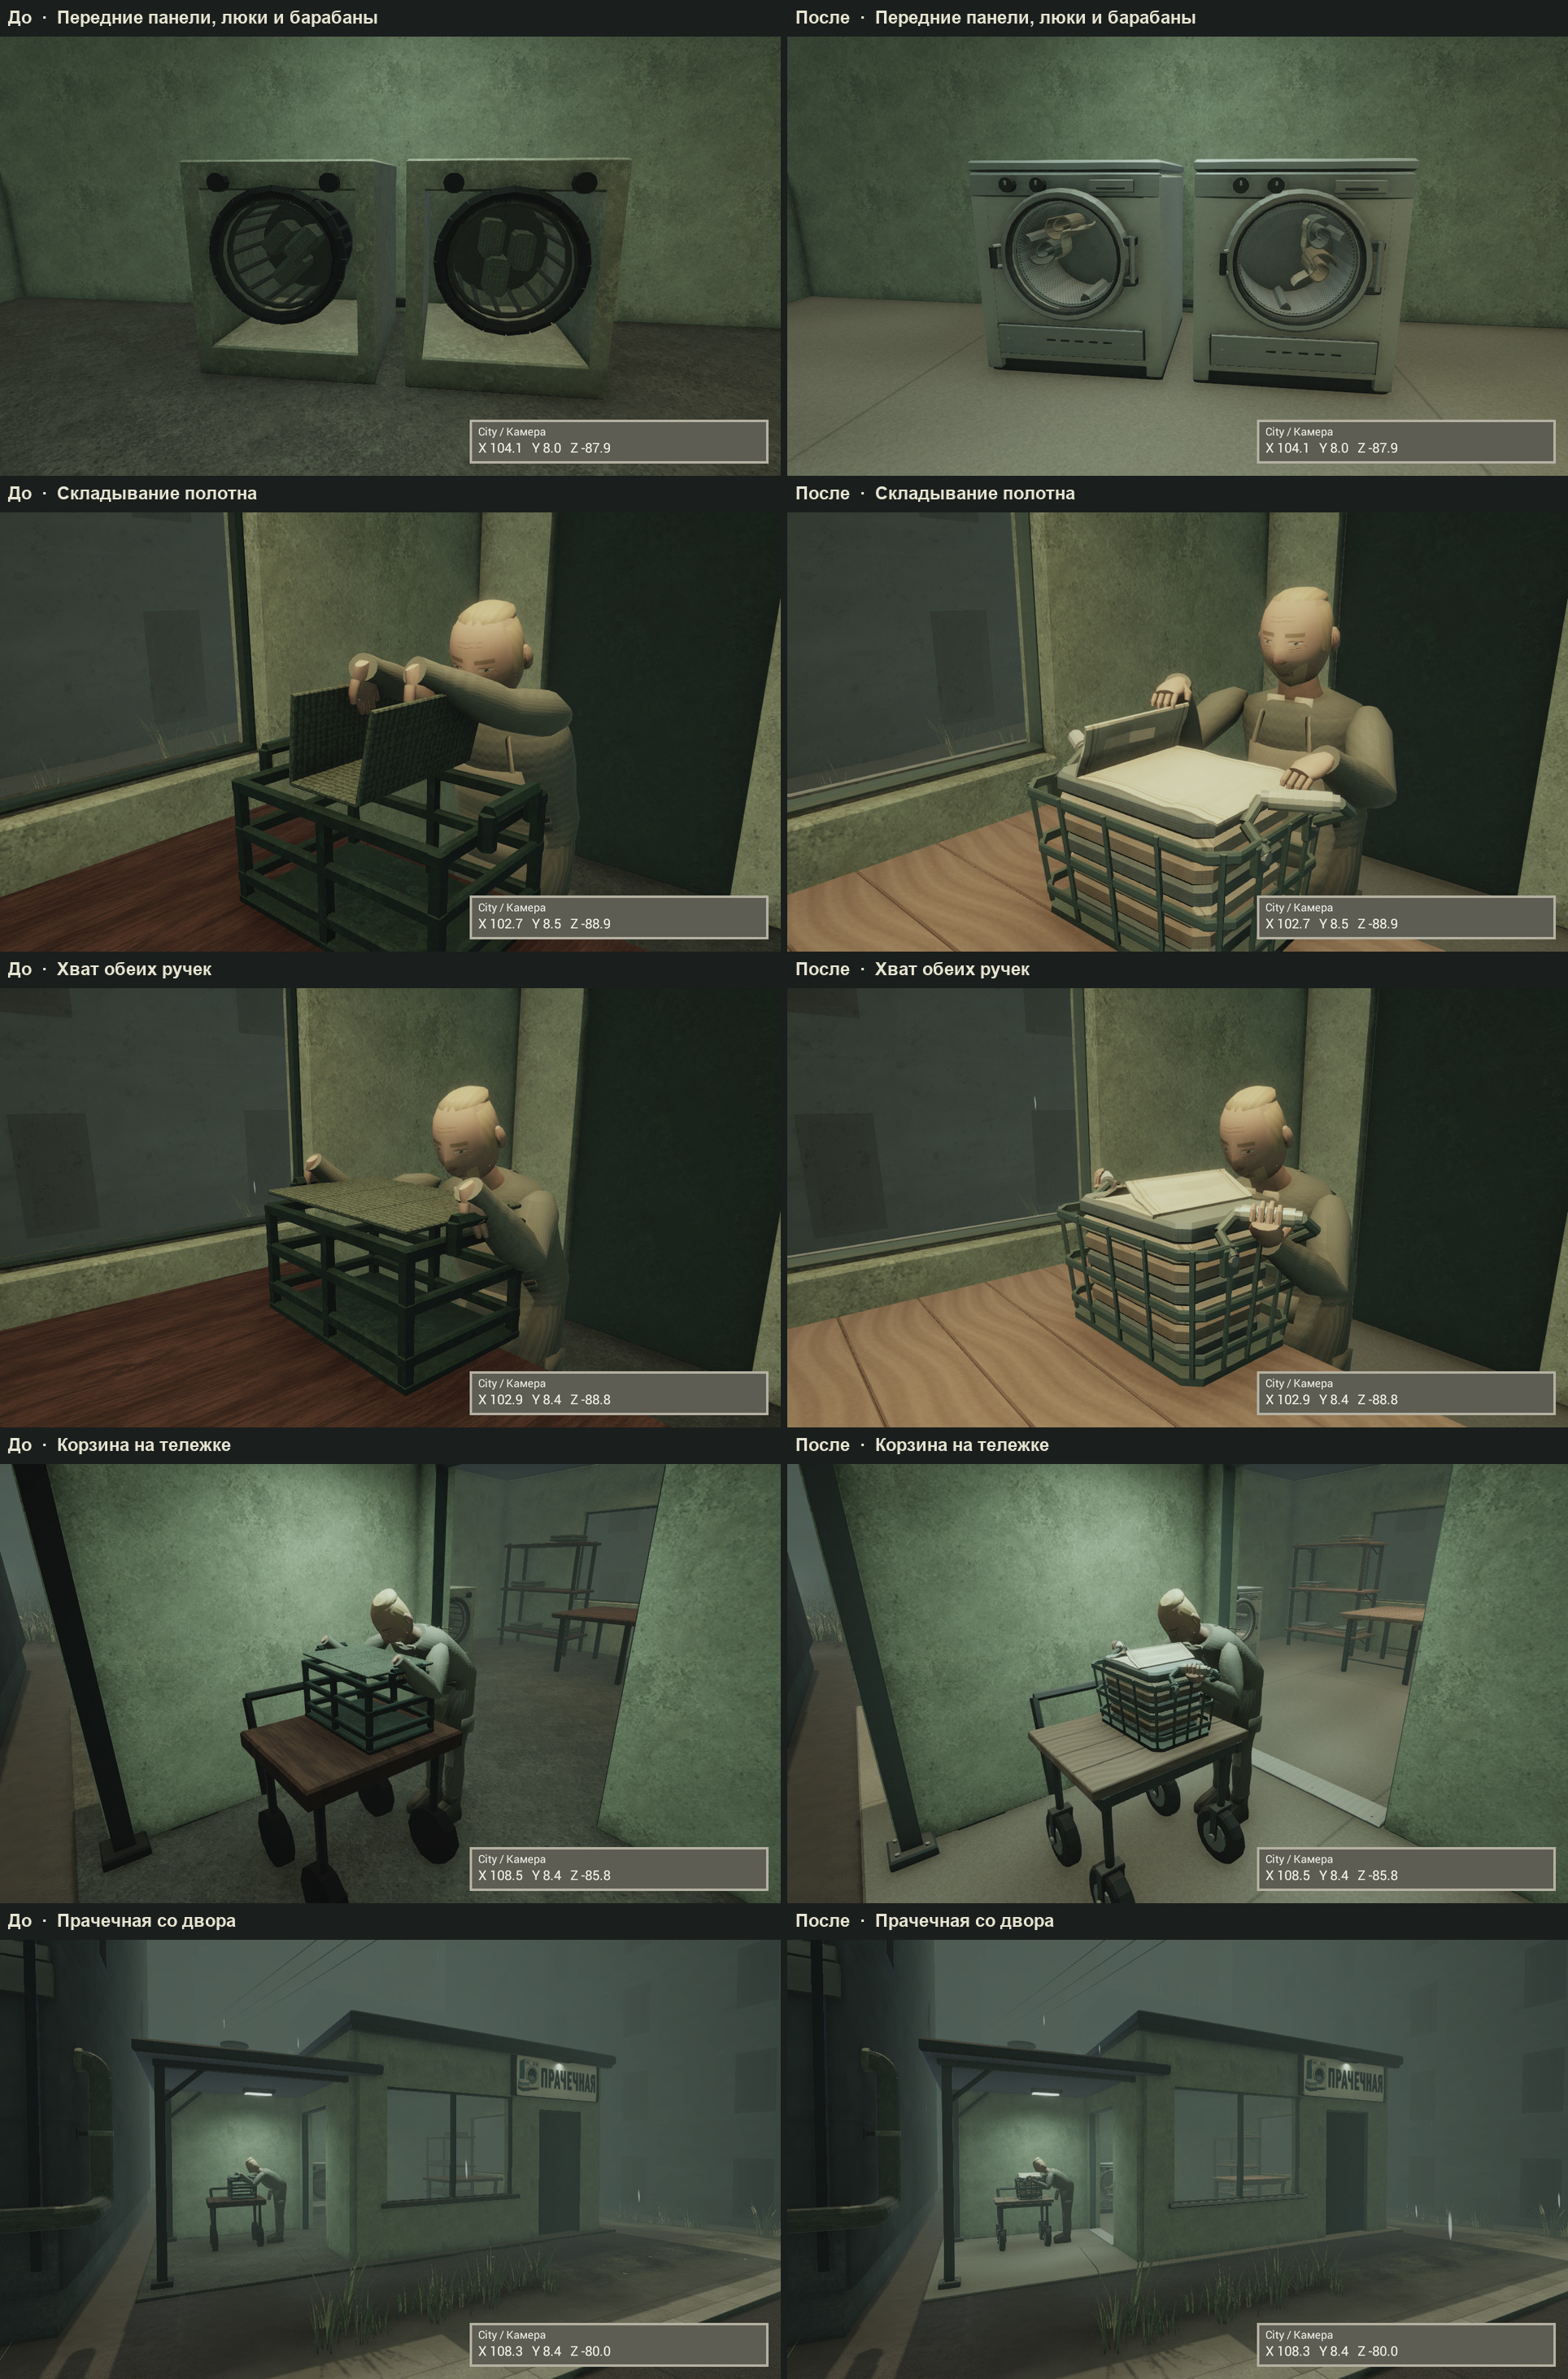 До · Передние панели, люки и барабаны
После · Передние панели, люки и барабаны
City / Камера
X 104.1 Y 8.0 Z -87.9
City / Камера
X 104.1 Y 8.0 Z -87.9
До · Складывание полотна
После · Складывание полотна
City / Камера
X 102.7 Y 8.5 Z -88.9
City / Камера
X 102.7 Y 8.5 Z -88.9
До · Хват обеих ручек
После · Хват обеих ручек
City / Камера
X 102.9 Y 8.4 Z -88.8
City / Камера
X 102.9 Y 8.4 Z -88.8
До · Корзина на тележке
После · Корзина на тележке
City / Камера
X 108.5 Y 8.4 Z -85.8
City / Камера
X 108.5 Y 8.4 Z -85.8
До · Прачечная со двора
После · Прачечная со двора
ПРАЧЕЧНАЯ
ПРАЧЕЧНАЯ
City / Камера
X 108.3 Y 8.4 Z -80.0
City / Камера
X 108.3 Y 8.4 Z -80.0